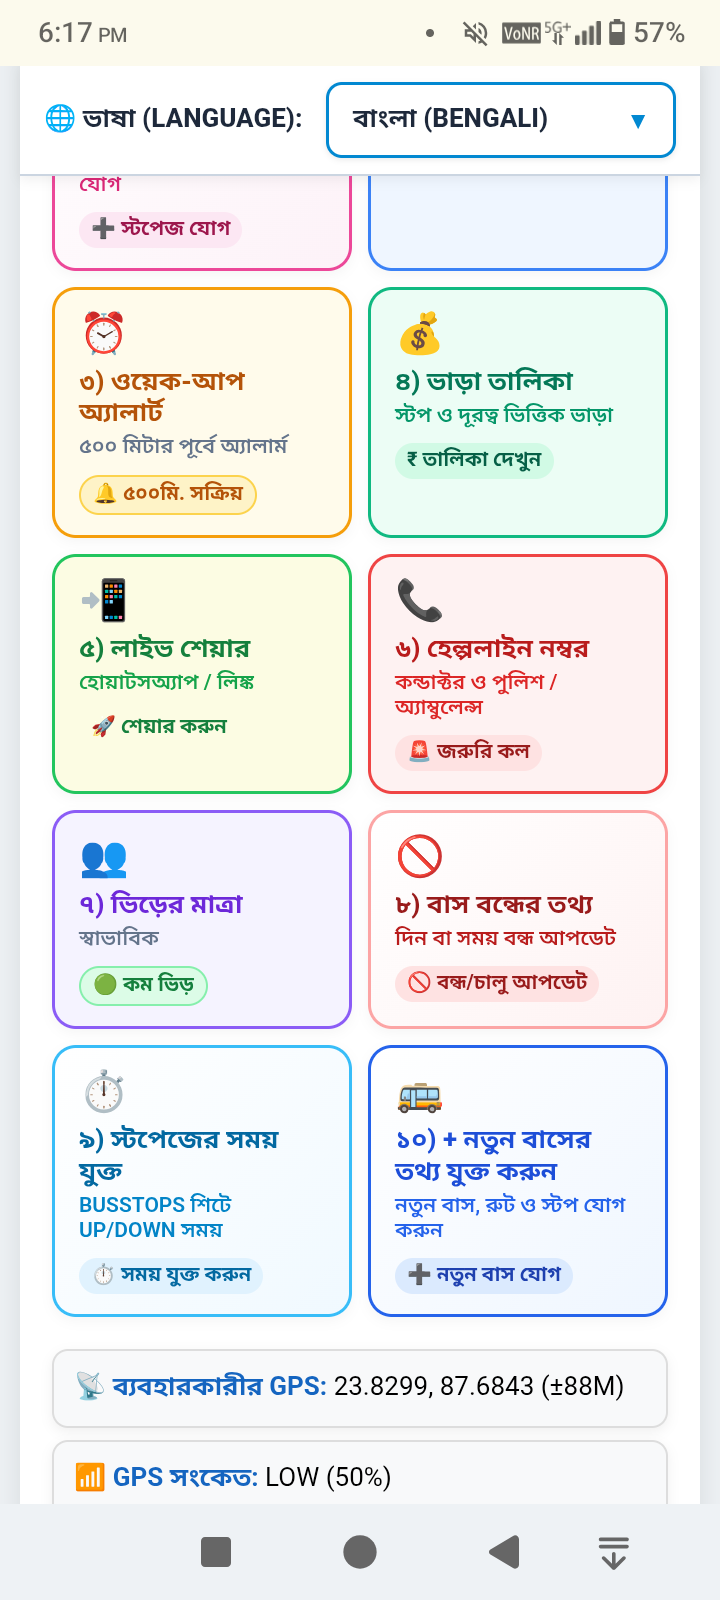 6:17 PM
VoNR 5G+ 57%
🌐 ভাষা (LANGUAGE): বাংলা (BENGALI) ▼
যোগ
➕ স্টপেজ যোগ
৩) ওয়েক-আপ
অ্যালার্ট
৫০০ মিটার পূর্বে অ্যালার্ম
🔔 ৫০০মি. সক্রিয়
৪) ভাড়া তালিকা
স্টপ ও দূরত্ব ভিত্তিক ভাড়া
₹ তালিকা দেখুন
৫) লাইভ শেয়ার
হোয়াটসঅ্যাপ / লিঙ্ক
🚀 শেয়ার করুন
৬) হেল্পলাইন নম্বর
কন্ডাক্টর ও পুলিশ /
অ্যাম্বুলেন্স
🚨 জরুরি কল
৭) ভিড়ের মাত্রা
স্বাভাবিক
🟢 কম ভিড়
৮) বাস বন্ধের তথ্য
দিন বা সময় বন্ধ আপডেট
🚫 বন্ধ/চালু আপডেট
৯) স্টপেজের সময়
যুক্ত
BUSSTOPS শিটে
UP/DOWN সময়
⏱️ সময় যুক্ত করুন
১০) + নতুন বাসের
তথ্য যুক্ত করুন
নতুন বাস, রুট ও স্টপ যোগ
করুন
➕ নতুন বাস যোগ
📡 ব্যবহারকারীর GPS: 23.8299, 87.6843 (±88M)
📶 GPS সংকেত: LOW (50%)